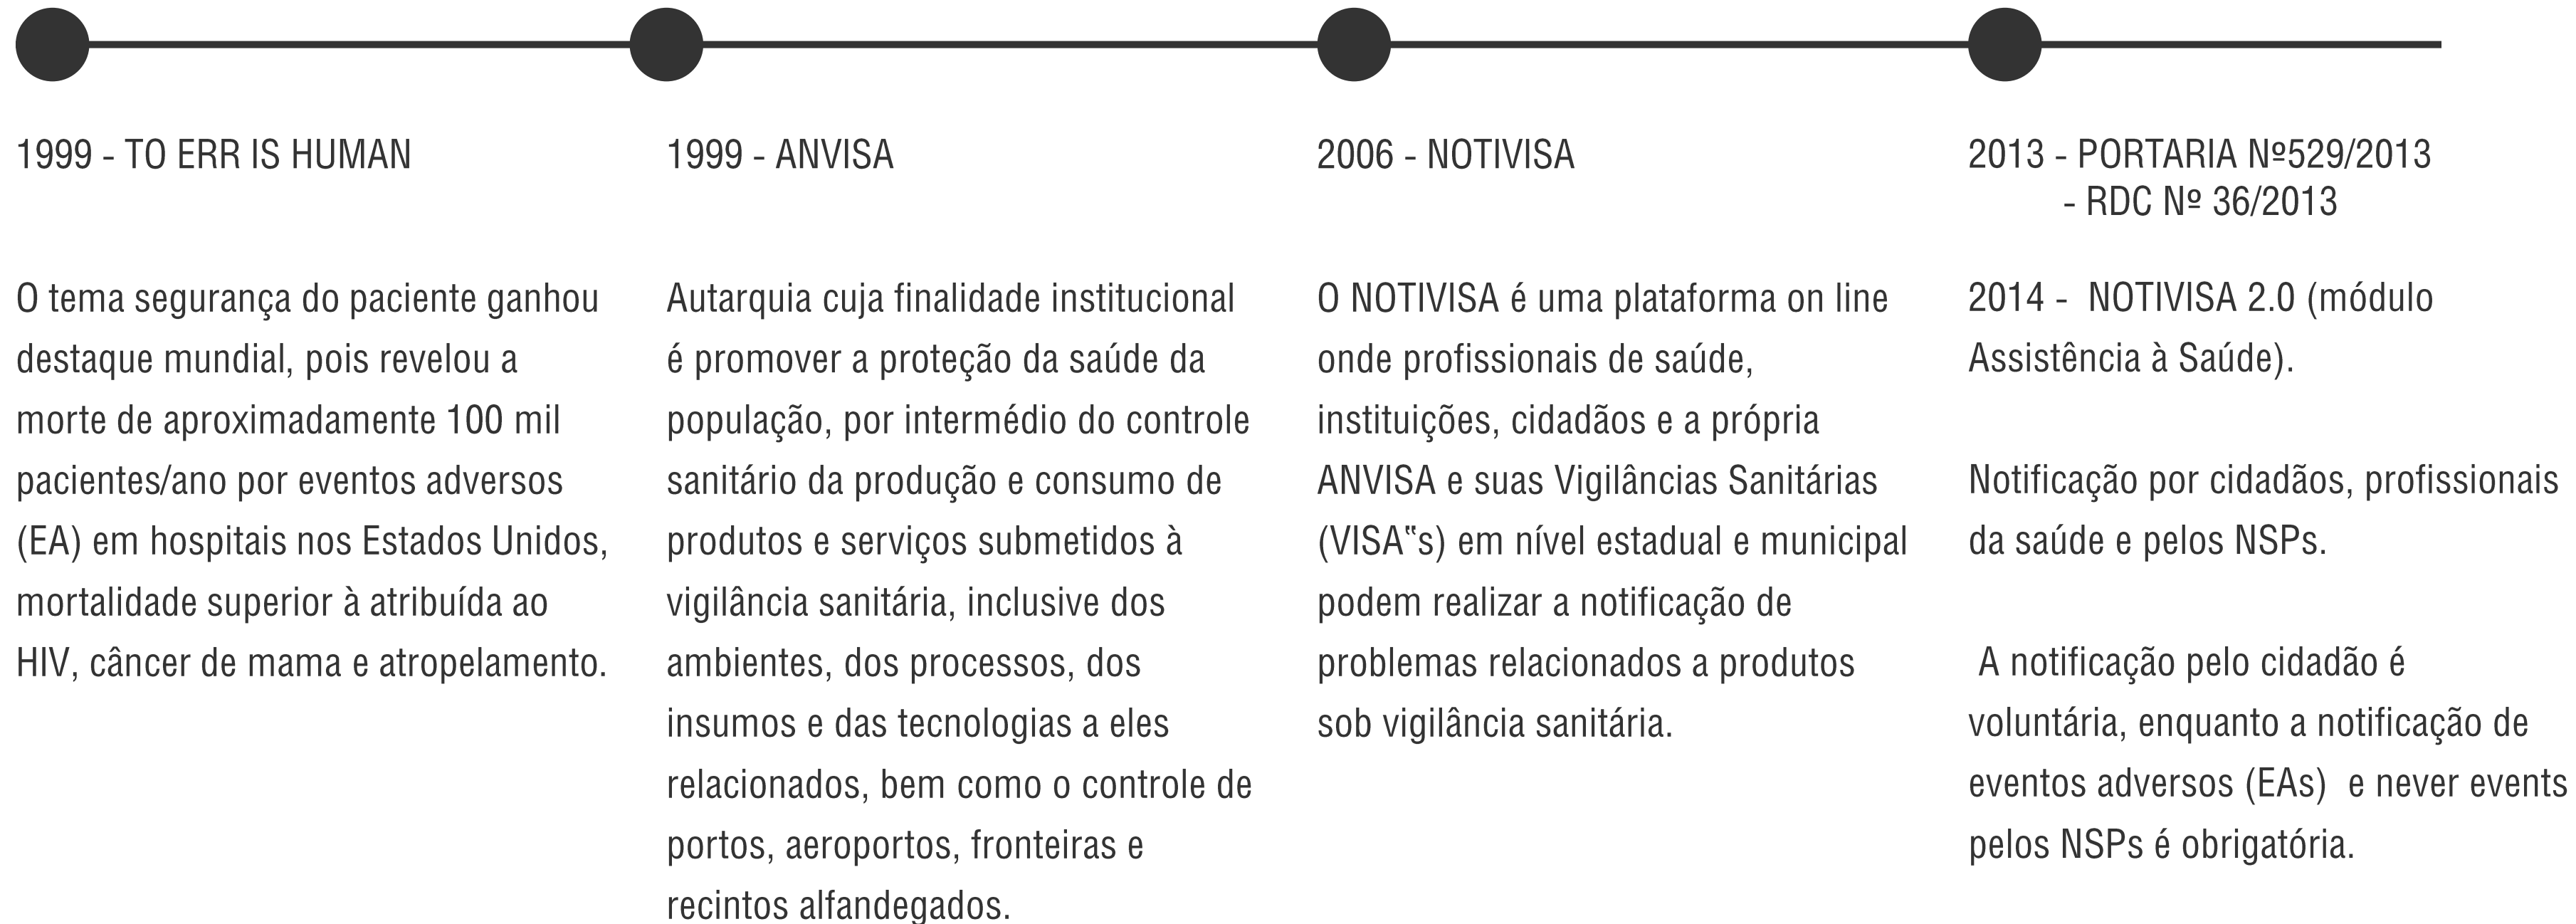 1999 - TO ERR IS HUMAN
O tema segurança do paciente ganhou
destaque mundial, pois revelou a
morte de aproximadamente 100 mil
pacientes/ano por eventos adversos
(EA) em hospitais nos Estados Unidos,
mortalidade superior à atribuída ao
HIV, câncer de mama e atropelamento.
1999 - ANVISA
Autarquia cuja finalidade institucional
é promover a proteção da saúde da
população, por intermédio do controle
sanitário da produção e consumo de
produtos e serviços submetidos à
vigilância sanitária, inclusive dos
ambientes, dos processos, dos
insumos e das tecnologias a eles
relacionados, bem como o controle de
portos, aeroportos, fronteiras e
recintos alfandegados.
2006 - NOTIVISA
O NOTIVISA é uma plataforma on line
onde profissionais de saúde,
instituições, cidadãos e a própria
ANVISA e suas Vigilâncias Sanitárias
(VISA‟s) em nível estadual e municipal
podem realizar a notificação de
problemas relacionados a produtos
sob vigilância sanitária.
2013 - PORTARIA Nº529/2013
- RDC Nº 36/2013
2014 -  NOTIVISA 2.0 (módulo
Assistência à Saúde).
Notificação por cidadãos, profissionais
da saúde e pelos NSPs.
A notificação pelo cidadão é
voluntária, enquanto a notificação de
eventos adversos (EAs)  e never events
pelos NSPs é obrigatória.